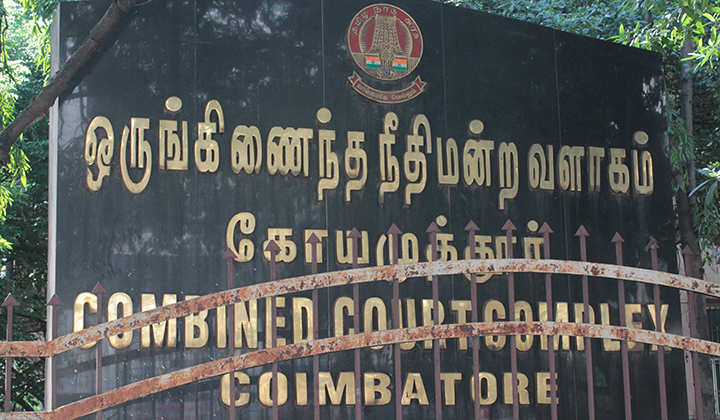 ஒருங்கிணைந்த நீதிமன்ற வளாகம்
கோயமுத்தூர்
COMBINED COURT COMPLEX
COIMBATORE